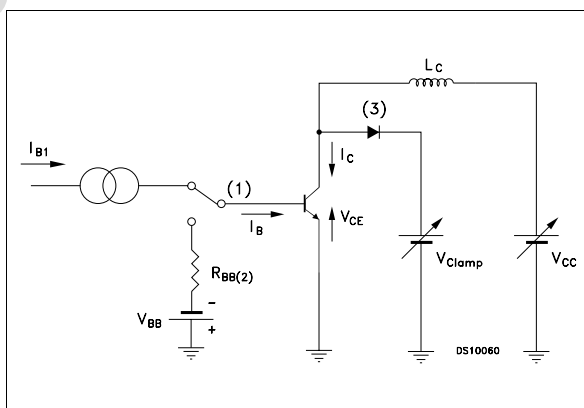 L_C
(3)
I_B1
I_C
(1)
I_B
V_CE
R_BB(2)
V_Clamp
V_CC
V_BB
-
+
DS10060